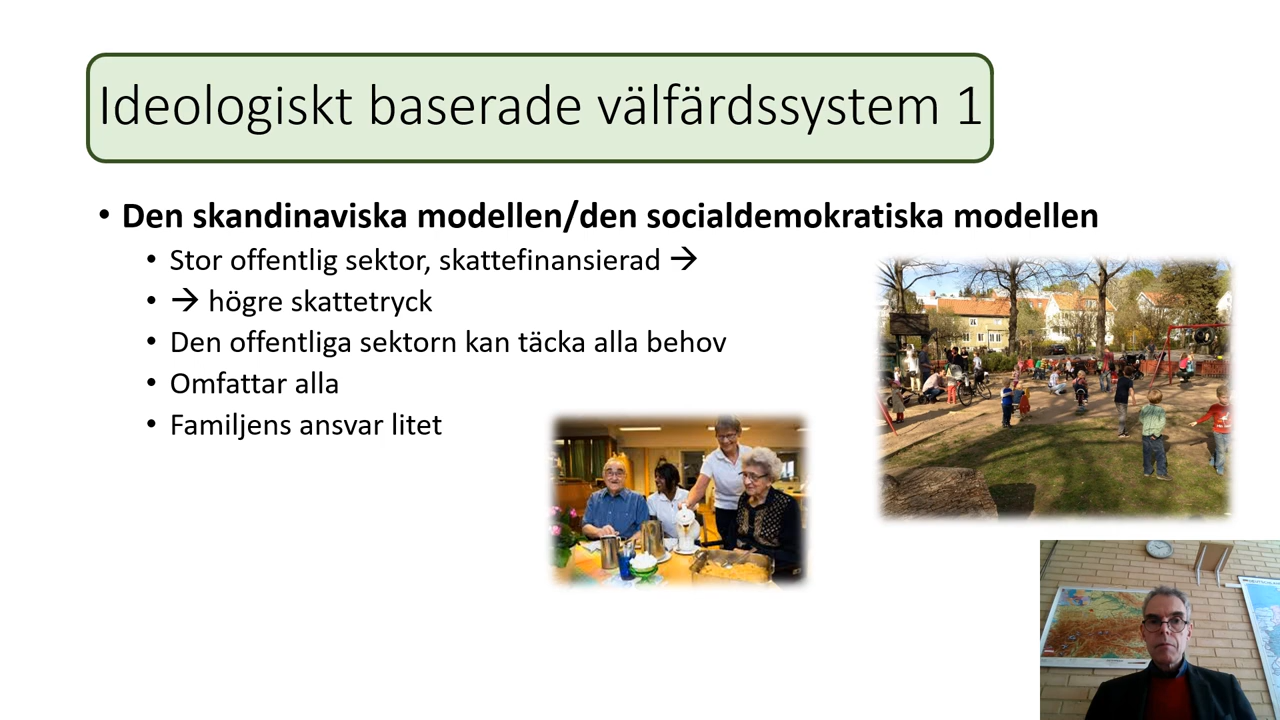 Ideologiskt baserade välfärdssystem 1
• Den skandinaviska modellen/den socialdemokratiska modellen
• Stor offentlig sektor, skattefinansierad →
• → högre skattetryck
• Den offentliga sektorn kan täcka alla behov
• Omfattar alla
• Familjens ansvar litet